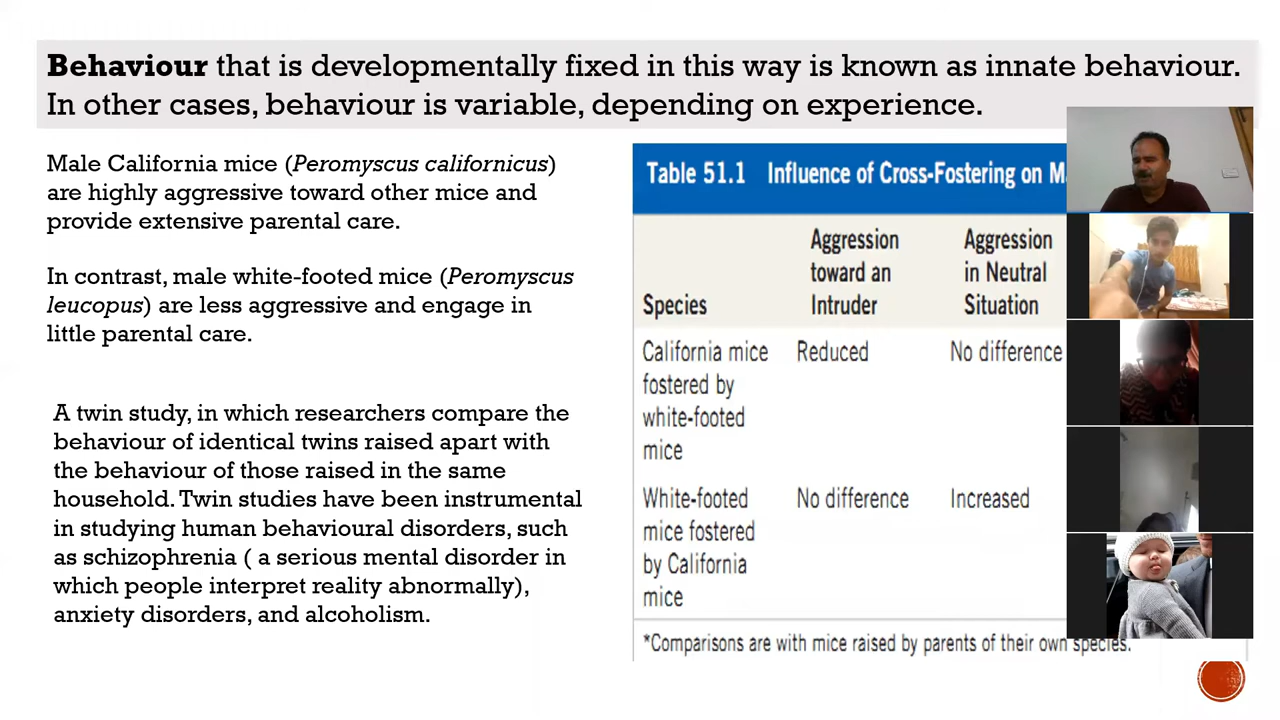 Behaviour that is developmentally fixed in this way is known as innate behaviour.
In other cases, behaviour is variable, depending on experience.
Male California mice (Peromyscus californicus)
are highly aggressive toward other mice and
provide extensive parental care.
In contrast, male white-footed mice (Peromyscus
leucopus) are less aggressive and engage in
little parental care.
A twin study, in which researchers compare the
behaviour of identical twins raised apart with
the behaviour of those raised in the same
household. Twin studies have been instrumental
in studying human behavioural disorders, such
as schizophrenia ( a serious mental disorder in
which people interpret reality abnormally),
anxiety disorders, and alcoholism.
Table 51.1 Influence of Cross-Fostering on
Species
Aggression
toward an
Intruder
Aggression
in Neutral
Situation
California mice
fostered by
white-footed
mice
Reduced
No difference
White-footed
mice fostered
by California
mice
No difference
Increased
*Comparisons are with mice raised by parents of their own species.